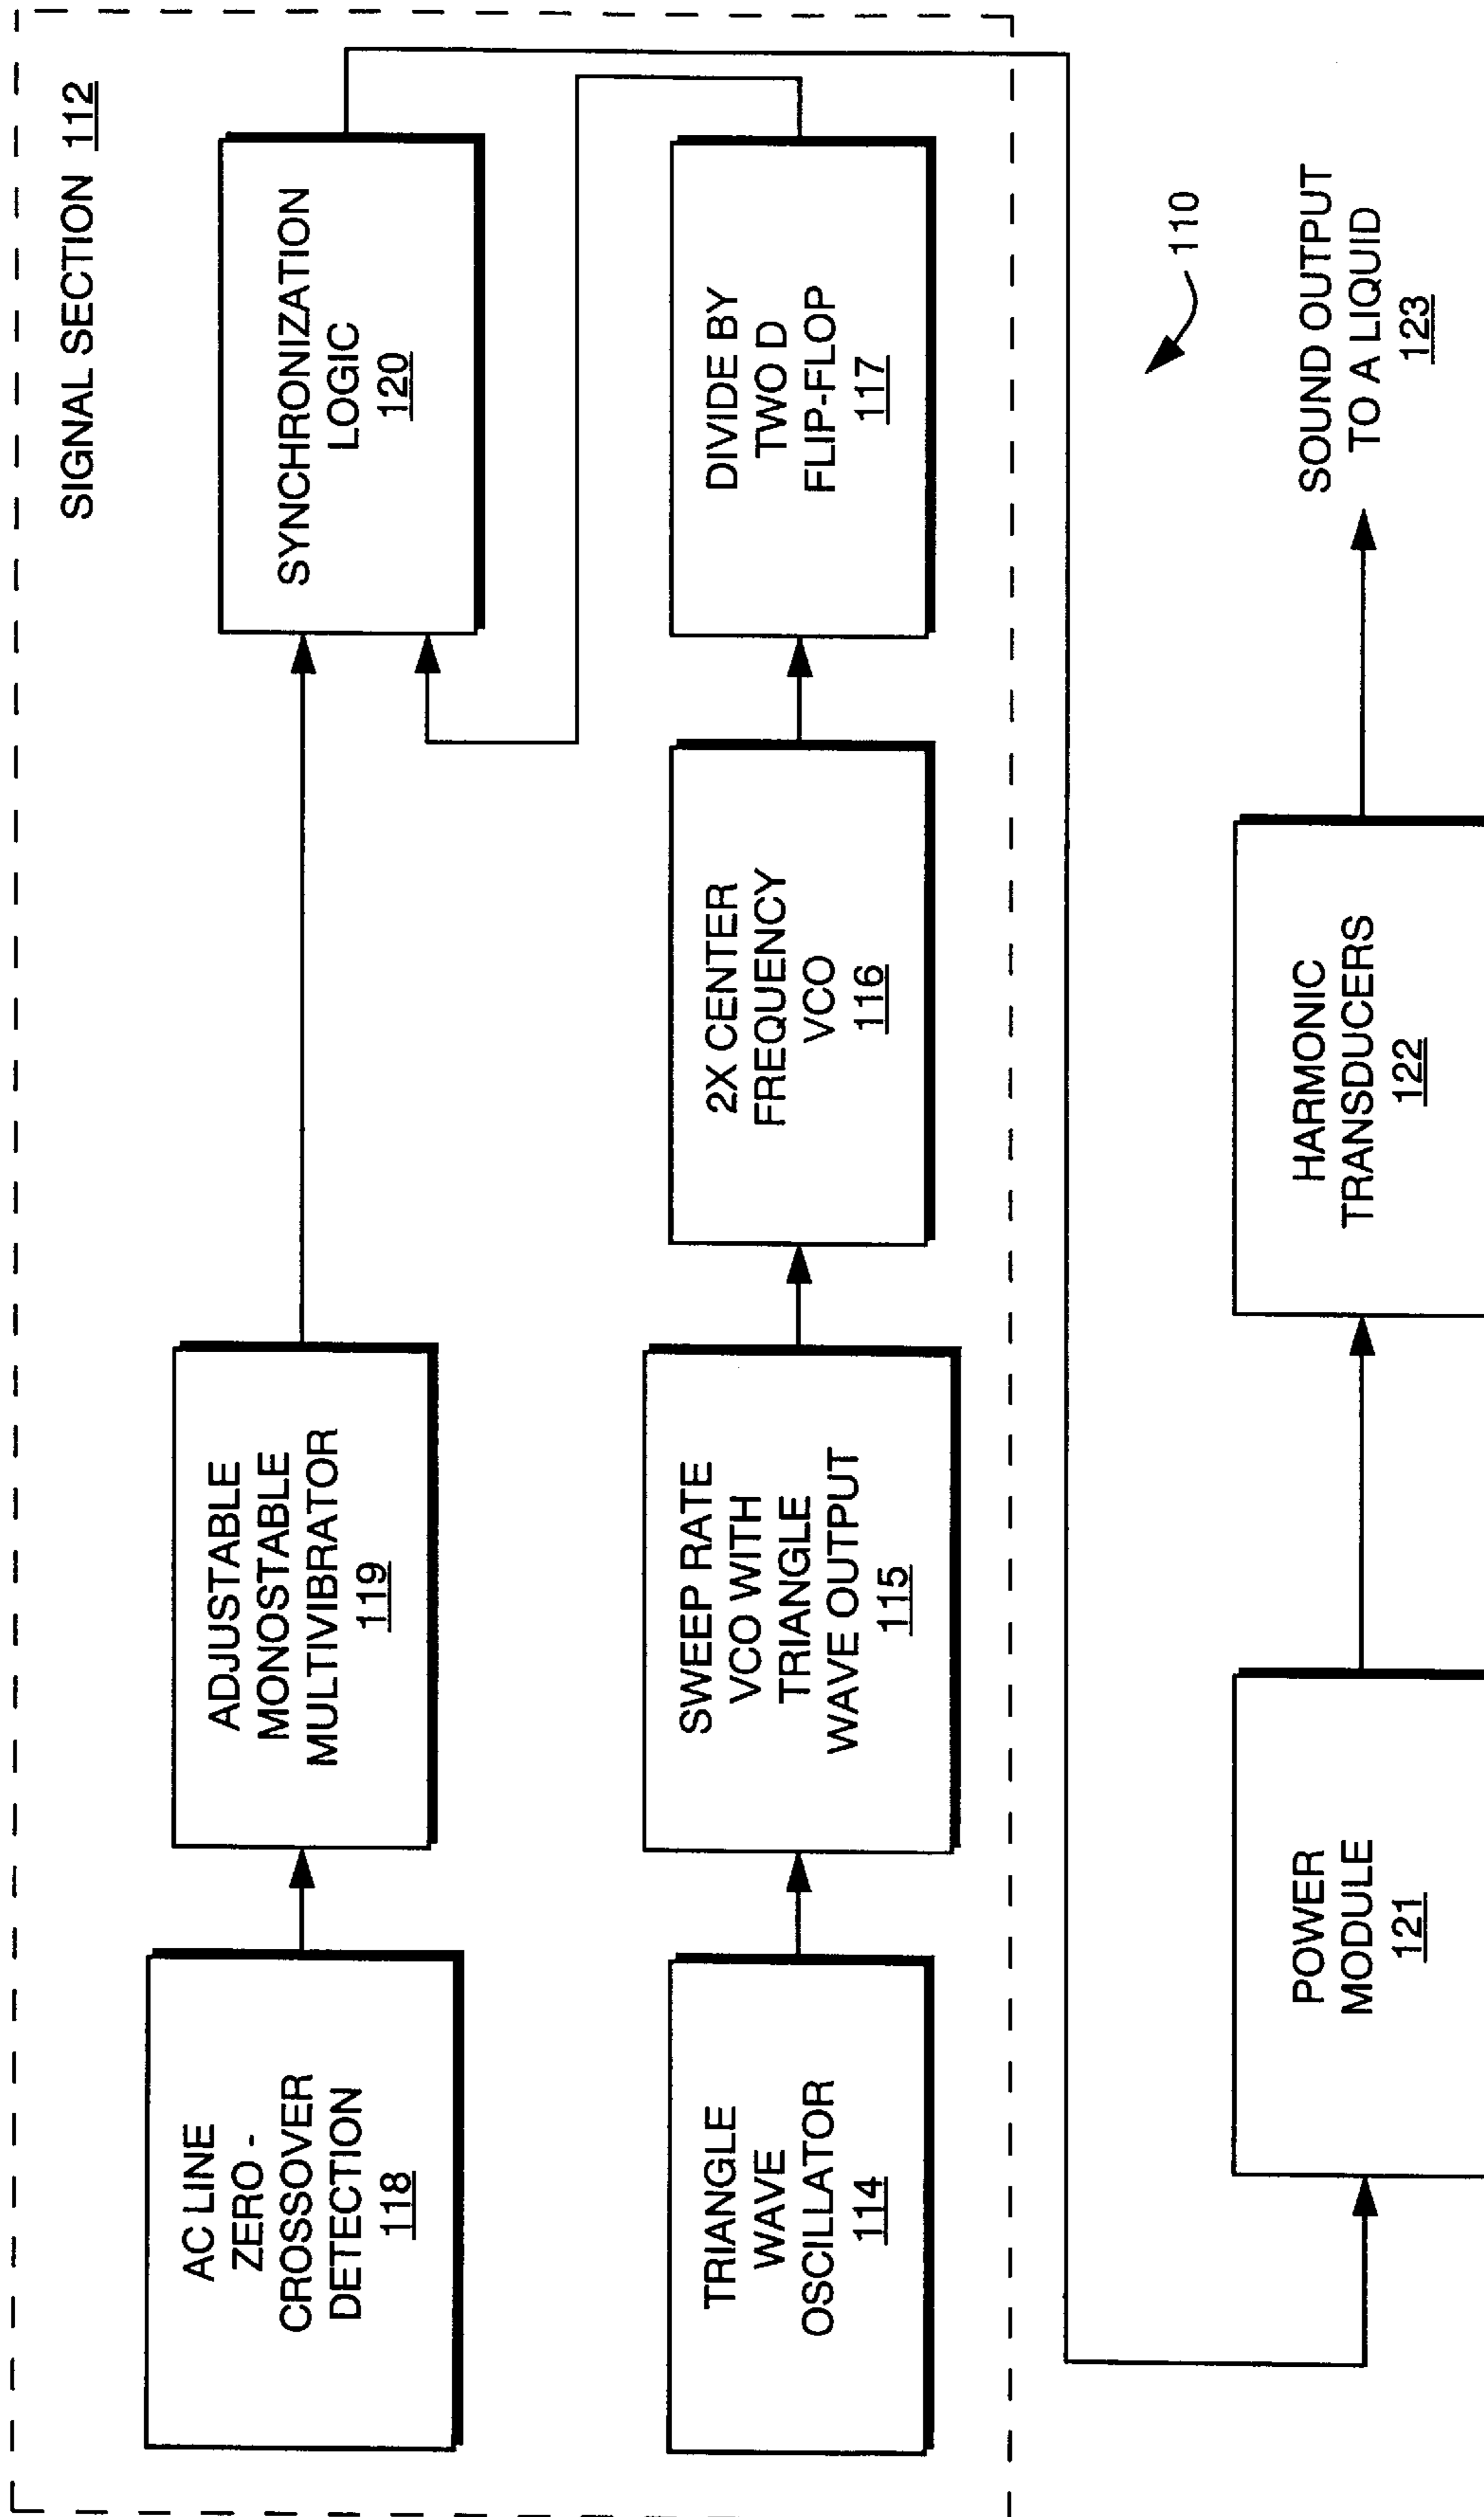 SIGNAL SECTION 112
AC LINE
ZERO -
CROSSOVER
DETECTION
118
ADJUSTABLE
MONOSTABLE
MULTIVIBRATOR
119
SYNCHRONIZATION
LOGIC
120
TRIANGLE
WAVE
OSCILLATOR
114
SWEEP RATE
VCO WITH
TRIANGLE
WAVE OUTPUT
115
2X CENTER
FREQUENCY
VCO
116
DIVIDE BY
TWO D
FLIP-FLOP
117
110
POWER
MODULE
121
HARMONIC
TRANSDUCERS
122
SOUND OUTPUT
TO A LIQUID
123